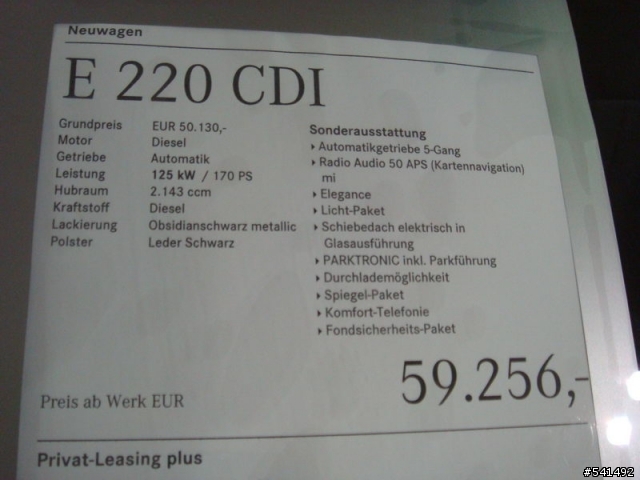 Neuwagen
E 220 CDI
Grundpreis EUR 50.130,-
Motor Diesel
Getriebe Automatik
Leistung 125 kW / 170 PS
Hubraum 2.143 ccm
Kraftstoff Diesel
Lackierung Obsidianschwarz metallic
Polster Leder Schwarz
Sonderausstattung
Automatikgetriebe 5-Gang
Radio Audio 50 APS (Kartennavigation)
mi
Elegance
Licht-Paket
Schiebedach elektrisch in
Glasausführung
PARKTRONIC inkl. Parkführung
Durchlademöglichkeit
Spiegel-Paket
Komfort-Telefonie
Fondsicherheits-Paket
Preis ab Werk EUR 59.256,-
Privat-Leasing plus
#541492